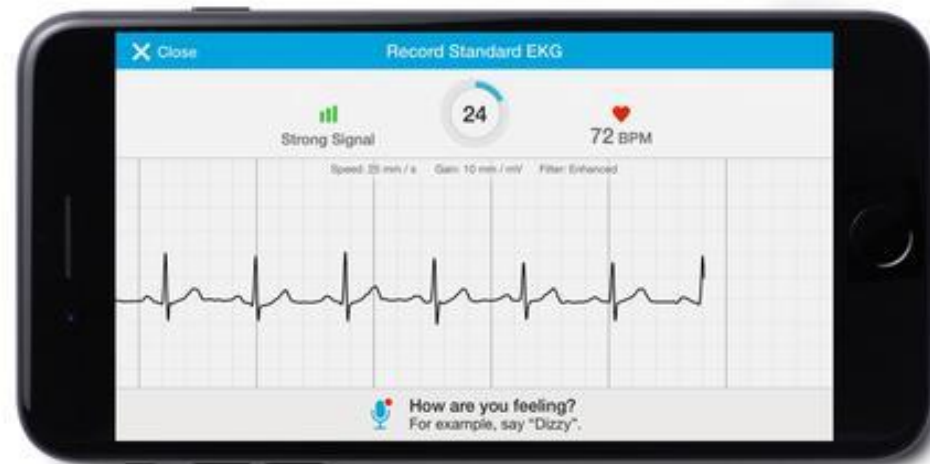 Close
Record Standard EKG
24
Strong Signal
72 BPM
Speed: 25 mm / s Gain: 10 mm / mV Filter: Enhanced
How are you feeling?
For example, say "Dizzy".